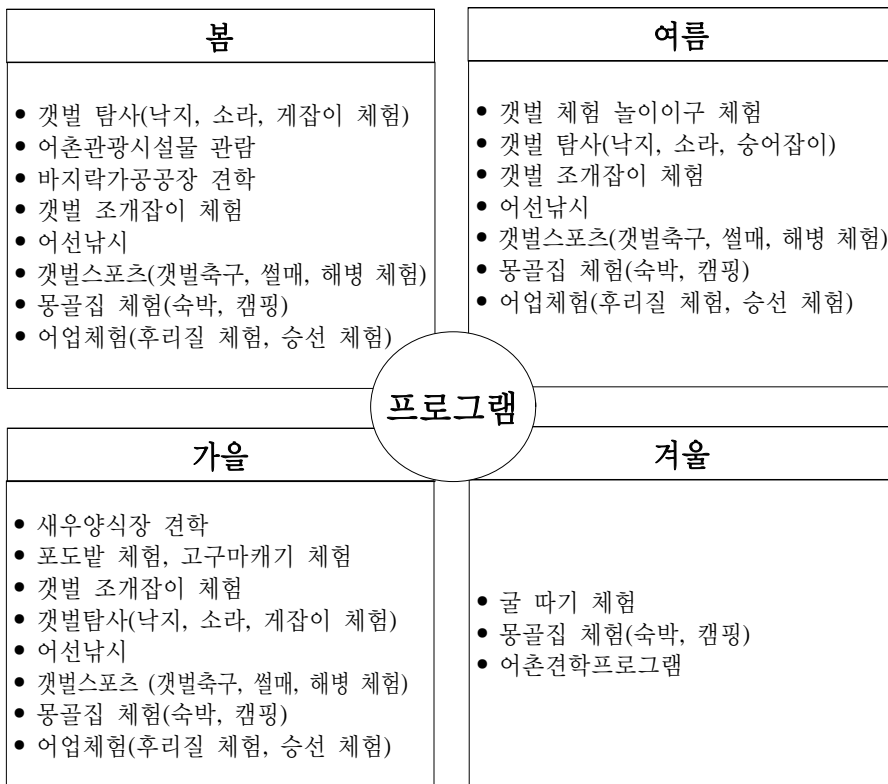 봄
• 갯벌 탐사(낙지, 소라, 게잡이 체험)
• 어촌관광시설물 관람
• 바지락가공공장 견학
• 갯벌 조개잡이 체험
• 어선낚시
• 갯벌스포츠(갯벌축구, 썰매, 해병 체험)
• 몽골집 체험(숙박, 캠핑)
• 어업체험(후리질 체험, 승선 체험)
여름
• 갯벌 체험 놀이이구 체험
• 갯벌 탐사(낙지, 소라, 숭어잡이)
• 갯벌 조개잡이 체험
• 어선낚시
• 갯벌스포츠(갯벌축구, 썰매, 해병 체험)
• 몽골집 체험(숙박, 캠핑)
• 어업체험(후리질 체험, 승선 체험)
프로그램
가을
• 새우양식장 견학
• 포도밭 체험, 고구마캐기 체험
• 갯벌 조개잡이 체험
• 갯벌탐사(낙지, 소라, 게잡이 체험)
• 어선낚시
• 갯벌스포츠 (갯벌축구, 썰매, 해병 체험)
• 몽골집 체험(숙박, 캠핑)
• 어업체험(후리질 체험, 승선 체험)
겨울
• 굴 따기 체험
• 몽골집 체험(숙박, 캠핑)
• 어촌견학프로그램